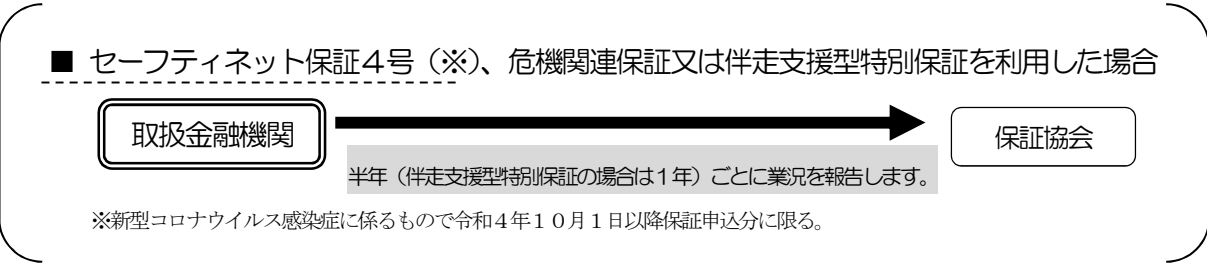 ■ セーフティネット保証４号（※）、危機関連保証又は伴走支援型特別保証を利用した場合
取扱金融機関
保証協会
半年（伴走支援型特別保証の場合は１年）ごとに業況を報告します。
※新型コロナウイルス感染症に係るもので令和４年１０月１日以降保証申込分に限る。